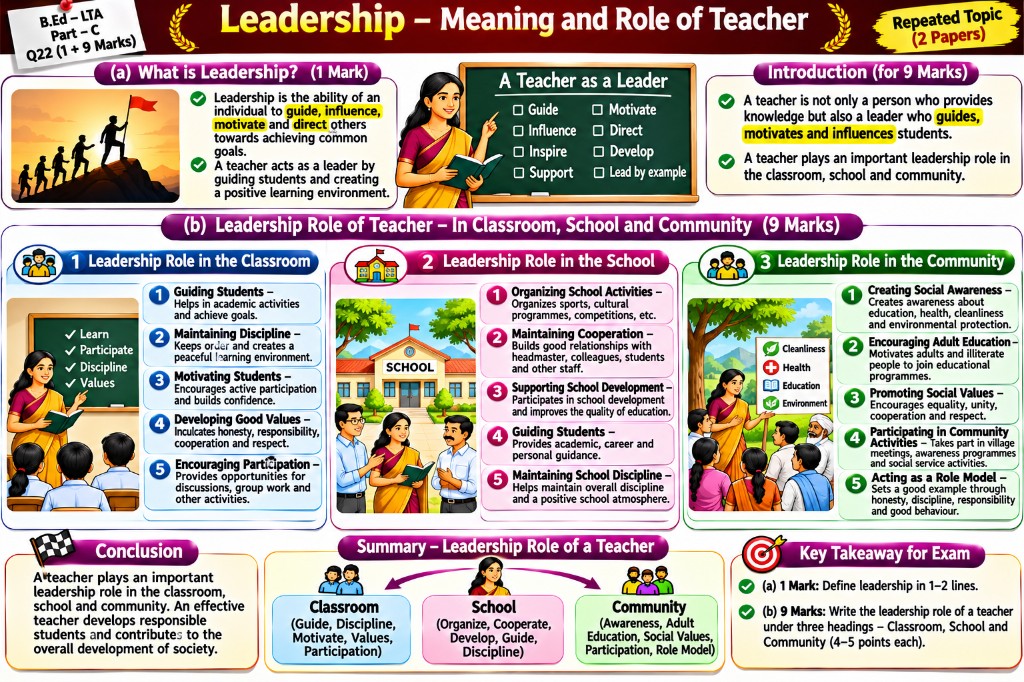 B.Ed – LTA
Part – C
Q22 (1 + 9 Marks)
Leadership – Meaning and Role of Teacher
Repeated Topic
(2 Papers)
(a) What is Leadership? (1 Mark)
Leadership is the ability of an
individual to guide, influence,
motivate and direct others
towards achieving common
goals.
A teacher acts as a leader by
guiding students and creating
a positive learning environment.
A Teacher as a Leader
Guide
Motivate
Influence
Direct
Inspire
Develop
Support
Lead by example
Introduction (for 9 Marks)
A teacher is not only a person who provides
knowledge but also a leader who guides,
motivates and influences students.
A teacher plays an important leadership role in
the classroom, school and community.
(b) Leadership Role of Teacher – In Classroom, School and Community (9 Marks)
1 Leadership Role in the Classroom
✓ Learn
✓ Participate
✓ Discipline
✓ Values
1 Guiding Students –
Helps in academic activities
and achieve goals.
2 Maintaining Discipline –
Keeps order and creates a
peaceful learning environment.
3 Motivating Students –
Encourages active participation
and builds confidence.
4 Developing Good Values –
Inculcates honesty, responsibility,
cooperation and respect.
5 Encouraging Participation –
Provides opportunities for
discussions, group work and
other activities.
2 Leadership Role in the School
SCHOOL
1 Organizing School Activities –
Organizes sports, cultural
programmes, competitions, etc.
2 Maintaining Cooperation –
Builds good relationships with
headmaster, colleagues, students
and other staff.
3 Supporting School Development –
Participates in school development
and improves the quality of education.
4 Guiding Students –
Provides academic, career and
personal guidance.
5 Maintaining School Discipline –
Helps maintain overall discipline
and a positive school atmosphere.
3 Leadership Role in the Community
Cleanliness
Health
Education
Environment
1 Creating Social Awareness –
Creates awareness about
education, health, cleanliness
and environmental protection.
2 Encouraging Adult Education –
Motivates adults and illiterate
people to join educational
programmes.
3 Promoting Social Values –
Encourages equality, unity,
cooperation and respect.
4 Participating in Community
Activities – Takes part in village
meetings, awareness programmes
and social service activities.
5 Acting as a Role Model –
Sets a good example through
honesty, discipline, responsibility
and good behaviour.
Conclusion
A teacher plays an important
leadership role in the classroom,
school and community. An effective
teacher develops responsible
students and contributes to the
overall development of society.
Summary – Leadership Role of a Teacher
Classroom
(Guide, Discipline,
Motivate, Values,
Participation)
School
(Organize, Cooperate,
Develop, Guide,
Discipline)
Community
(Awareness, Adult
Education, Social Values,
Participation, Role Model)
Key Takeaway for Exam
(a) 1 Mark: Define leadership in 1–2 lines.
(b) 9 Marks: Write the leadership role of a teacher
under three headings – Classroom, School and
Community (4–5 points each).